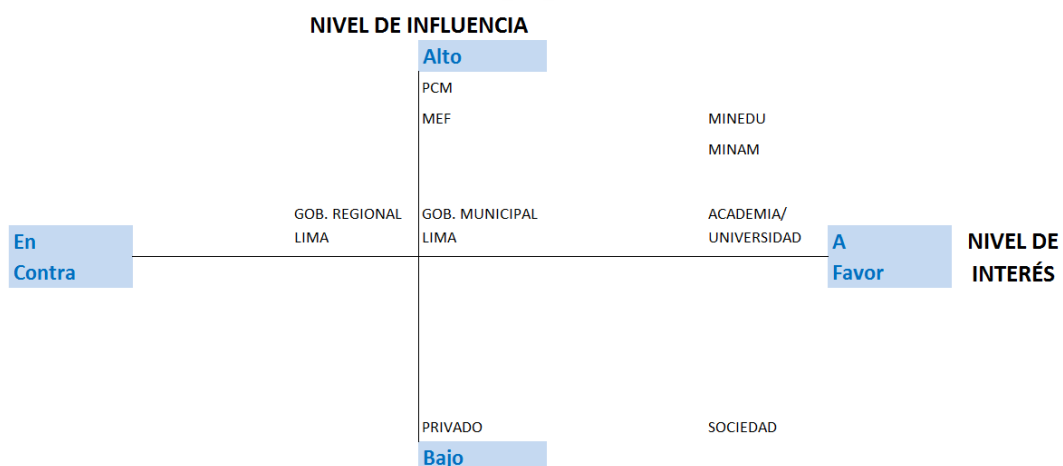 NIVEL DE INFLUENCIA
Alto
PCM
MEF
MINEDU
MINAM
GOB. REGIONAL
LIMA
GOB. MUNICIPAL
LIMA
ACADEMIA/
UNIVERSIDAD
En
Contra
A
Favor
NIVEL DE
INTERÉS
PRIVADO
SOCIEDAD
Bajo